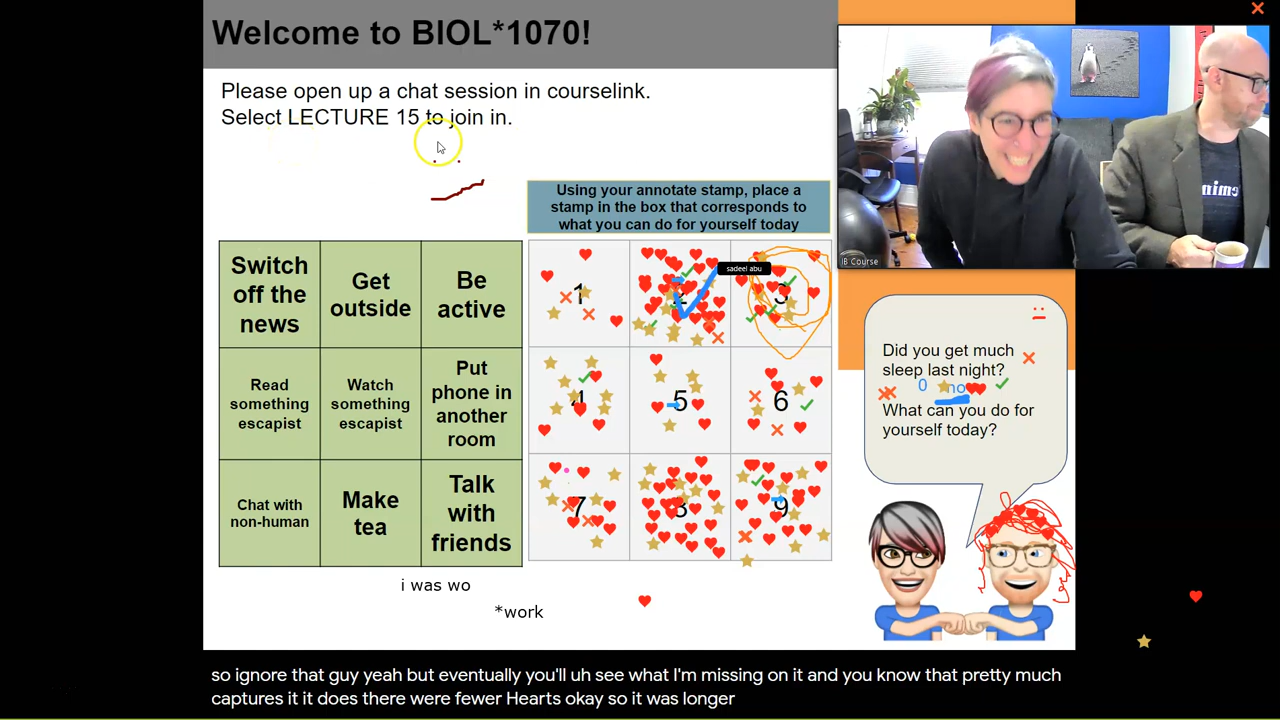 Welcome to BIOL*1070!
Please open up a chat session in courselink.
Select LECTURE 15 to join in.
Using your annotate stamp, place a
stamp in the box that corresponds to
what you can do for yourself today
Switch
off the
news
Get
outside
Be
active
Read
something
escapist
Watch
something
escapist
Put
phone in
another
room
Chat with
non-human
Make
tea
Talk
with
friends
1
2
3
sadeel abu
4
5
6
7
8
9
IB Course
Did you get much
sleep last night?
0 no
What can you do for
yourself today?
i was wo
*work
so ignore that guy yeah but eventually you'll uh see what I'm missing on it and you know that pretty much
captures it it does there were fewer Hearts okay so it was longer